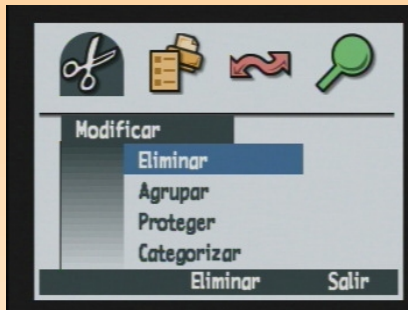 Modificar
Eliminar
Agrupar
Proteger
Categorizar
Eliminar Salir